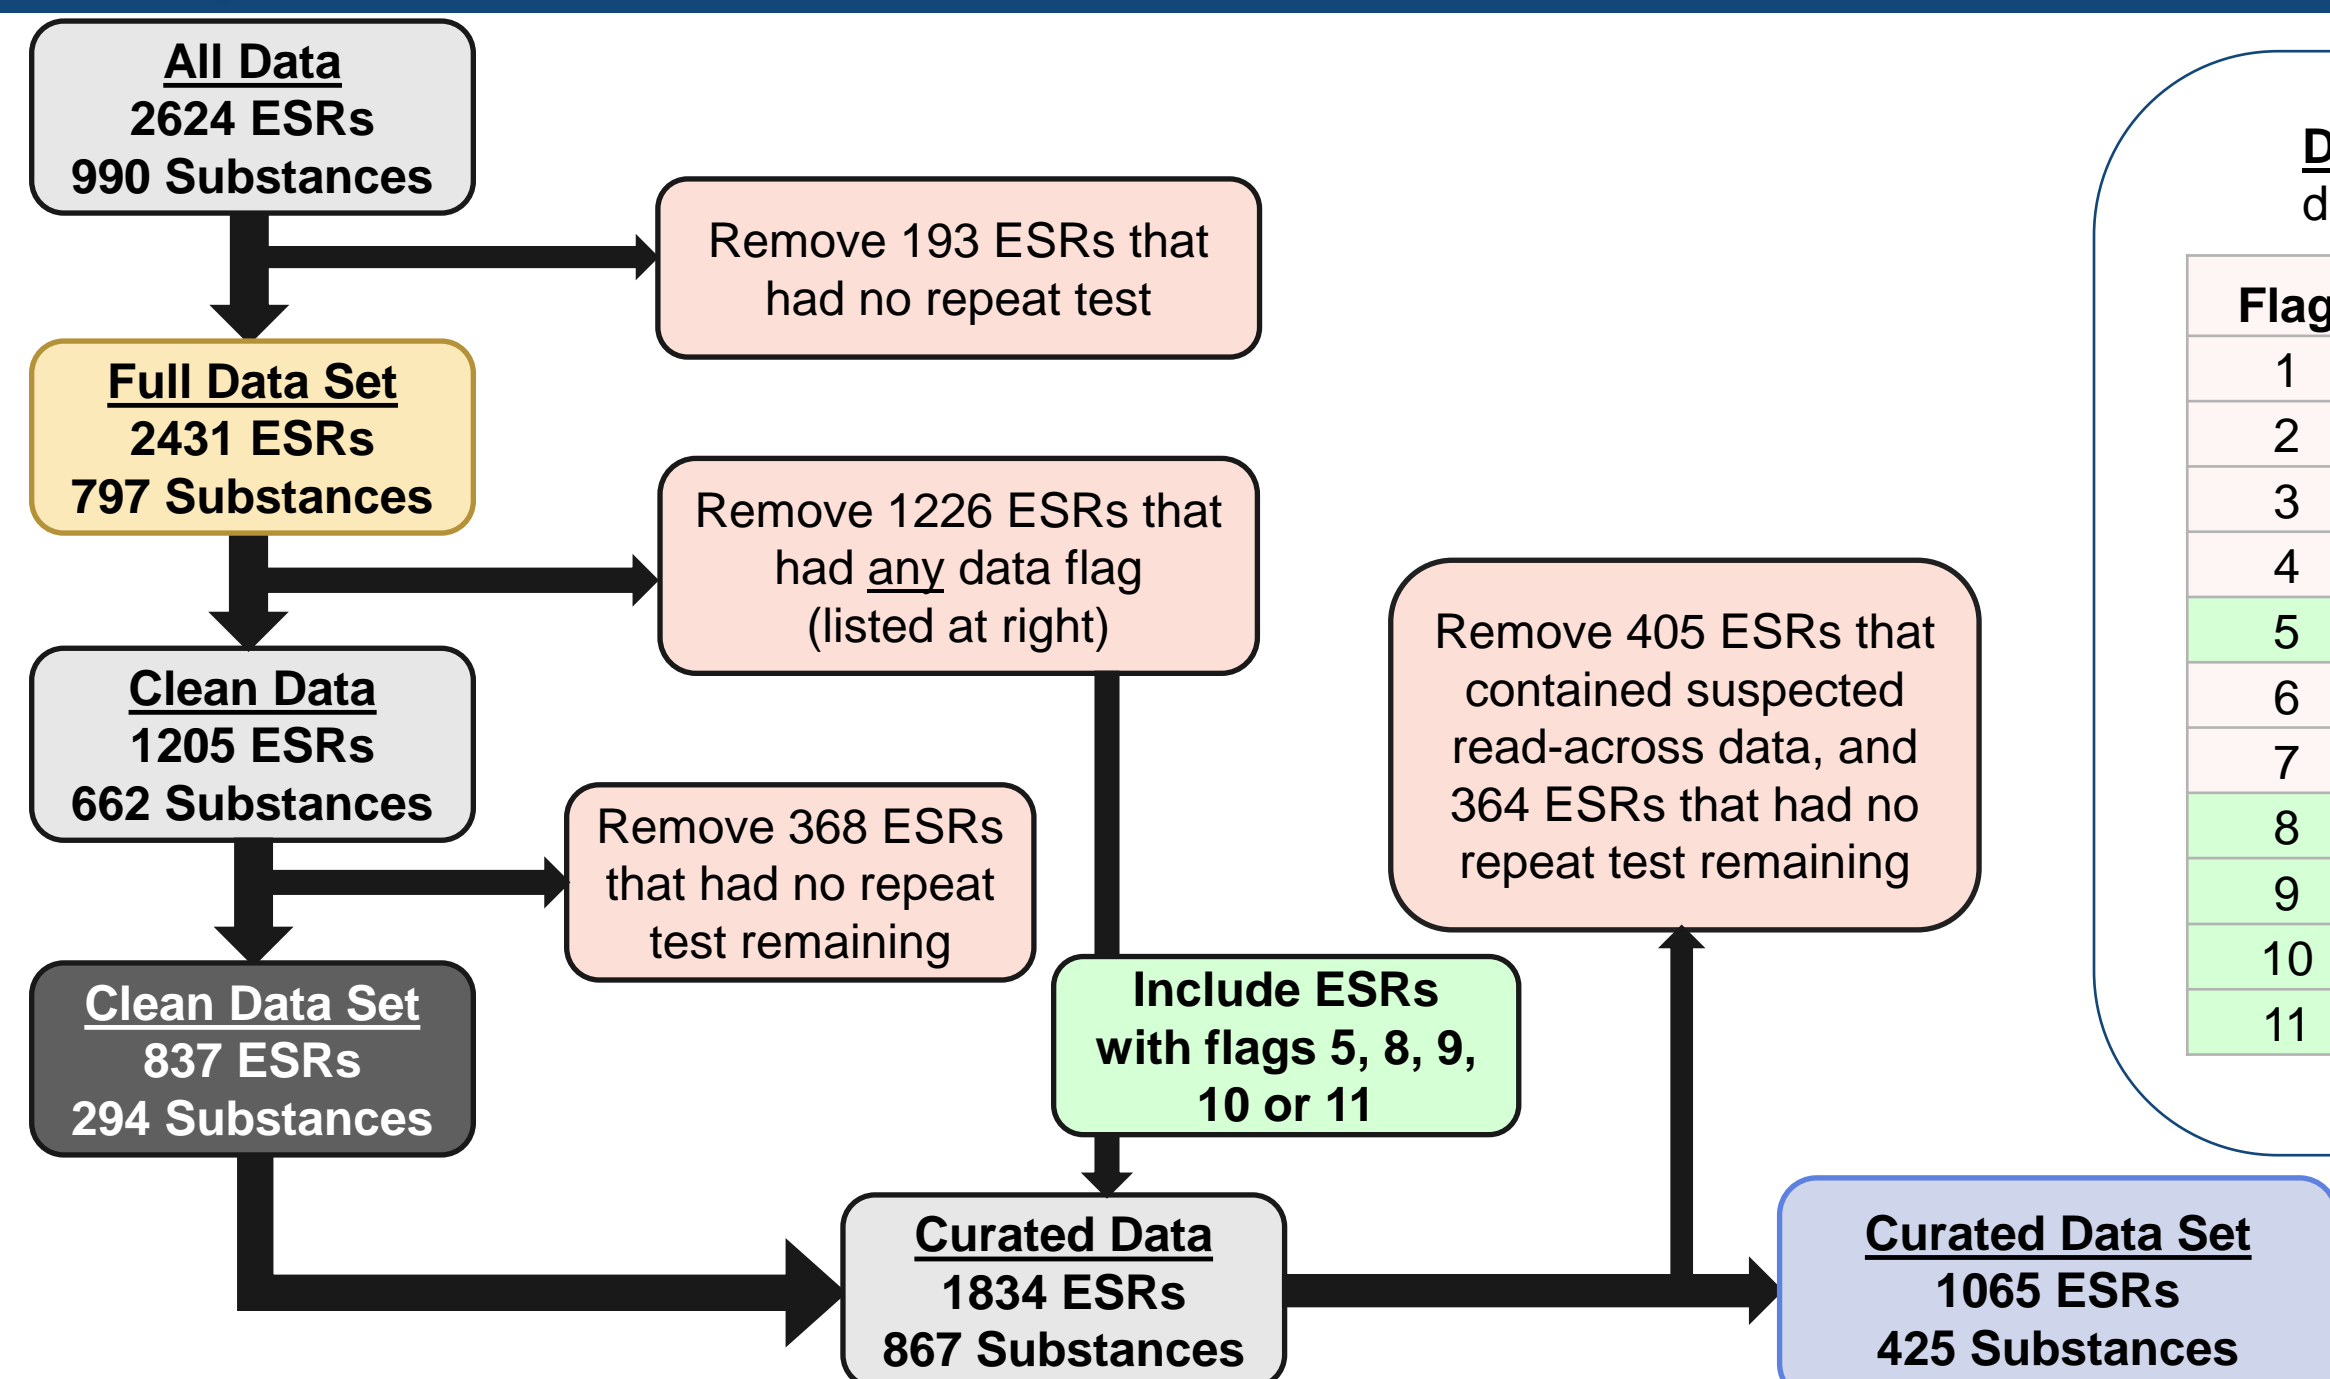 All Data
2624 ESRs
990 Substances
Remove 193 ESRs that
had no repeat test
Full Data Set
2431 ESRs
797 Substances
Remove 1226 ESRs that
had any data flag
(listed at right)
Clean Data
1205 ESRs
662 Substances
Remove 368 ESRs
that had no repeat
test remaining
Clean Data Set
837 ESRs
294 Substances
Include ESRs
with flags 5, 8, 9,
10 or 11
Remove 405 ESRs that
contained suspected
read-across data, and
364 ESRs that had no
repeat test remaining
Curated Data
1834 ESRs
867 Substances
Curated Data Set
1065 ESRs
425 Substances
Flag
1
2
3
4
5
6
7
8
9
10
11